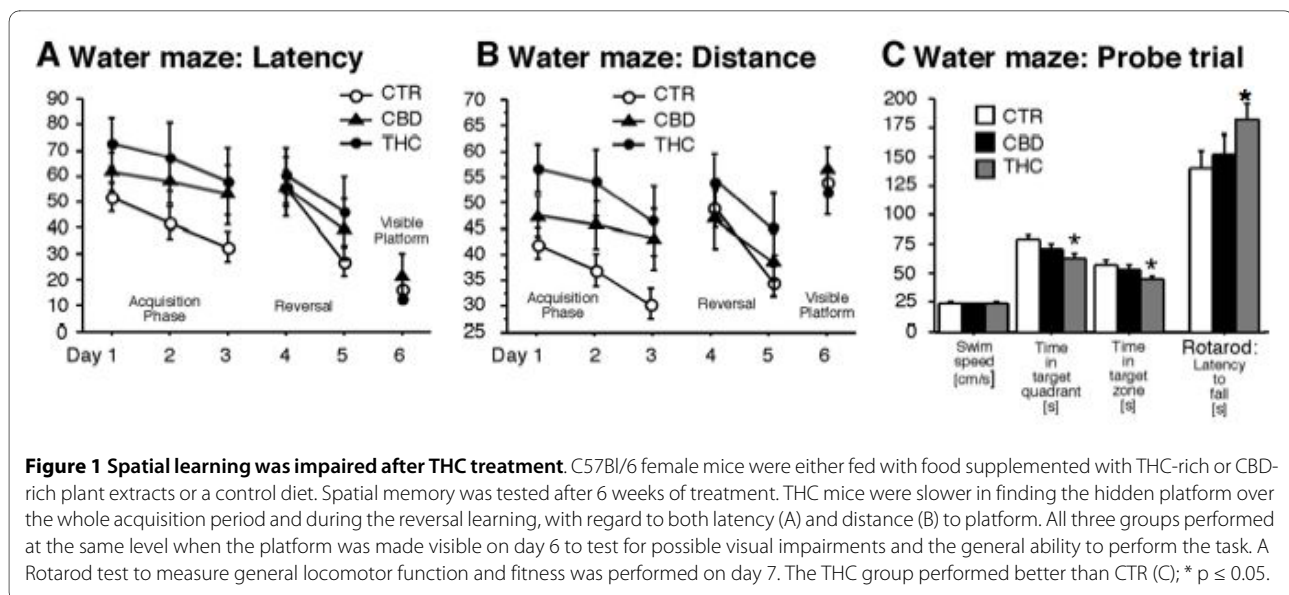 A Water maze: Latency
CTR
CBD
THC
90
80
70
60
50
40
30
20
10
0
Visible
Platform
Acquisition
Phase
Reversal
Day 1
2
3
4
5
6
B Water maze: Distance
CTR
CBD
THC
70
65
60
55
50
45
40
35
30
25
Acquisition
Phase
Reversal
Visible
Platform
Day 1
2
3
4
5
6
C Water maze: Probe trial
CTR
CBD
THC
200
175
150
125
100
75
50
25
0
*
*
*
Swim
speed
[cm/s]
Time
in
target
quadrant
[s]
Time
in
target
zone
[s]
Rotarod:
Latency
to
fall
[s]
Figure 1 Spatial learning was impaired after THC treatment. C57Bl/6 female mice were either fed with food supplemented with THC-rich or CBD-
rich plant extracts or a control diet. Spatial memory was tested after 6 weeks of treatment. THC mice were slower in finding the hidden platform over
the whole acquisition period and during the reversal learning, with regard to both latency (A) and distance (B) to platform. All three groups performed
at the same level when the platform was made visible on day 6 to test for possible visual impairments and the general ability to perform the task. A
Rotarod test to measure general locomotor function and fitness was performed on day 7. The THC group performed better than CTR (C); * p ≤ 0.05.